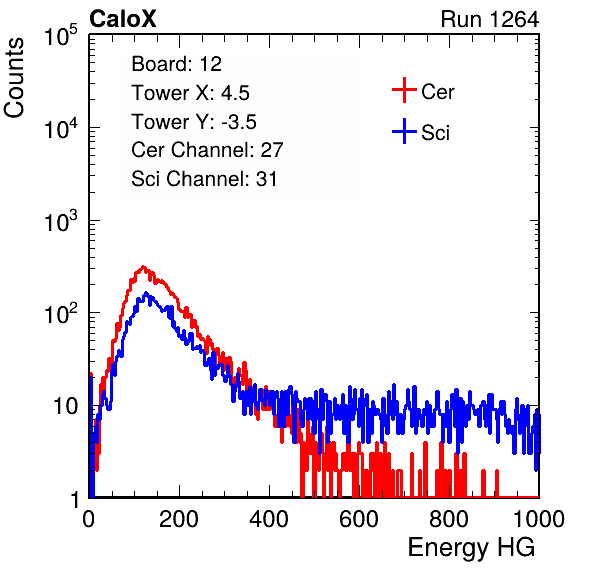 CaloX Run 1264
Counts
Board: 12
Tower X: 4.5
Tower Y: -3.5
Cer Channel: 27
Sci Channel: 31
Cer
Sci
10^5
10^4
10^3
10^2
10
1
0 200 400 600 800 1000
Energy HG